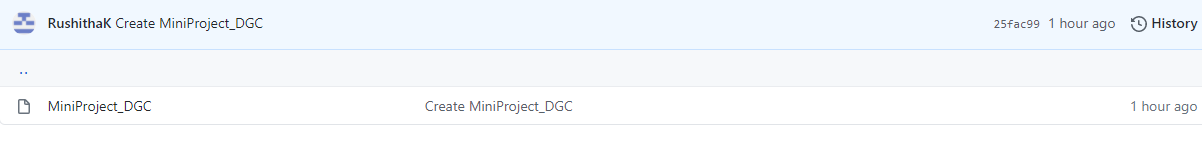 RushithaK Create MiniProject_DGC 25fac99 1 hour ago History
..
MiniProject_DGC Create MiniProject_DGC 1 hour ago